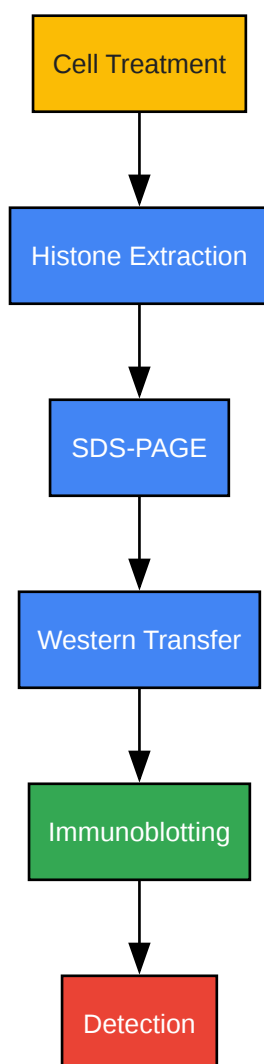 Cell Treatment
Histone Extraction
SDS-PAGE
Western Transfer
Immunoblotting
Detection